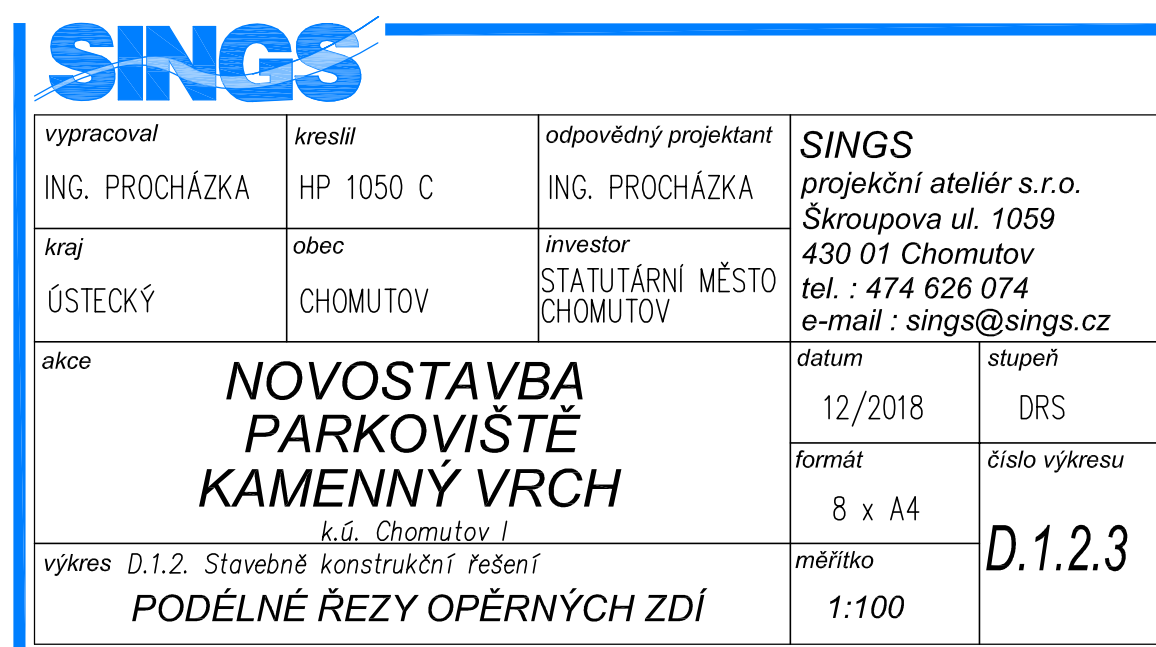 SINGS
vypracoval
ING. PROCHÁZKA
kreslil
HP 1050 C
odpovědný projektant
ING. PROCHÁZKA
SINGS
projekční ateliér s.r.o.
Škroupova ul. 1059
430 01 Chomutov
tel. : 474 626 074
e-mail : sings@sings.cz
kraj
ÚSTECKÝ
obec
CHOMUTOV
investor
STATUTÁRNÍ MĚSTO
CHOMUTOV
akce
NOVOSTAVBA
PARKOVIŠTĚ
KAMENNÝ VRCH
k.ú. Chomutov I
datum
12/2018
stupeň
DRS
formát
8 x A4
číslo výkresu
D.1.2.3
výkres D.1.2. Stavebně konstrukční řešení
PODÉLNÉ ŘEZY OPĚRNÝCH ZDÍ
měřítko
1:100